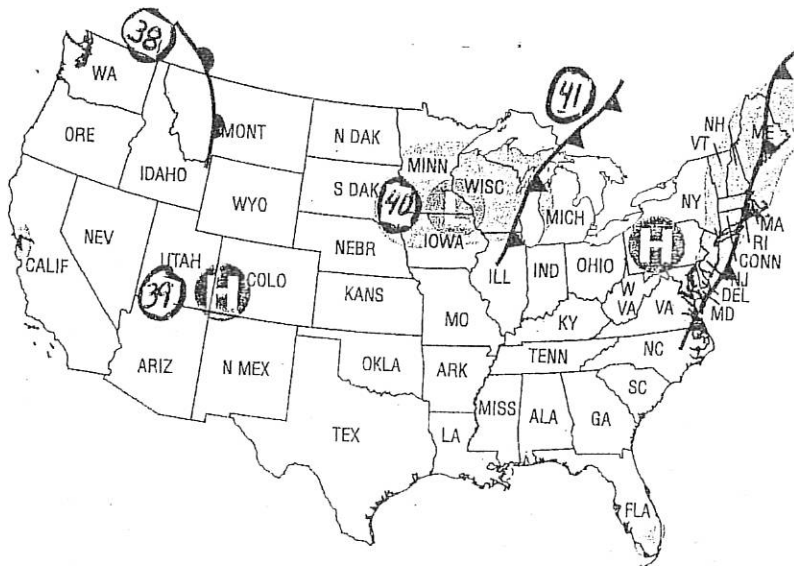 38
WA
MONT
N DAK
MINN
41
NH
VT
ME
ORE
IDAHO
S DAK
40
L
WISC
MICH
NY
MA
RI
CONN
NJ
DEL
MD
WYO
NEBR
IOWA
H
NEV
UTAH
39
H
COLO
CALIF
KANS
ILL
IND
OHIO
W
VA
VA
MO
KY
ARIZ
N MEX
OKLA
ARK
TENN
NC
SC
TEX
LA
MISS
ALA
GA
FLA